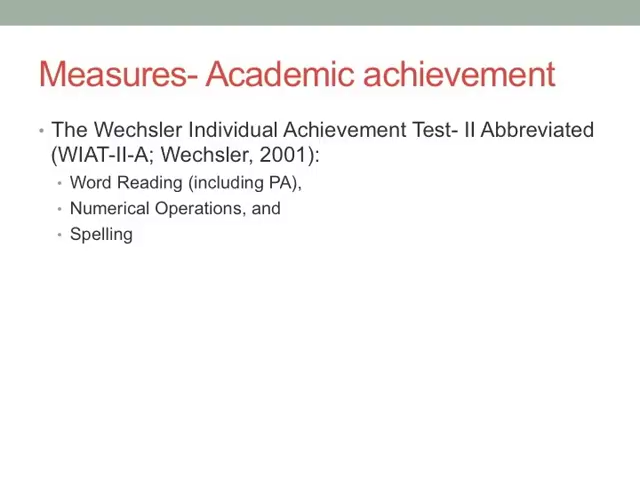 Measures- Academic achievement
• The Wechsler Individual Achievement Test- II Abbreviated
(WIAT-II-A; Wechsler, 2001):
• Word Reading (including PA),
• Numerical Operations, and
• Spelling